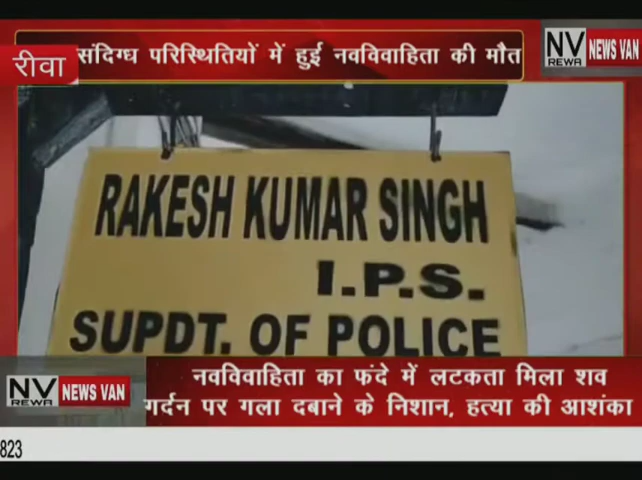 संदिग्ध परिस्थितियों में हुई नवविवाहिता की मौत
रीवा
NV
REWA
NEWS VAN
RAKESH KUMAR SINGH
I.P.S.
SUPDT. OF POLICE
NV
REWA
NEWS VAN
नवविवाहिता का फंदे में लटकता मिला शव
गर्दन पर गला दबाने के निशान, हत्या की आशंका
823